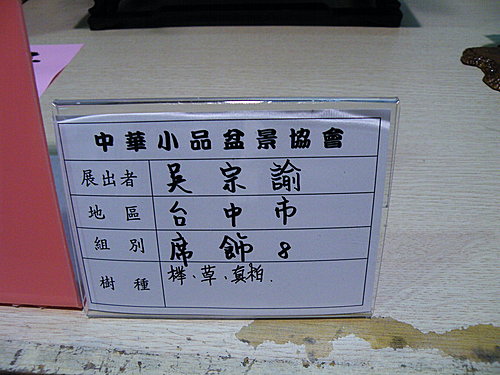 中華小品盆景協會
展出者 吳宗諭
地區 台中市
組別 席飾 8
樹種 櫸、草、真柏.